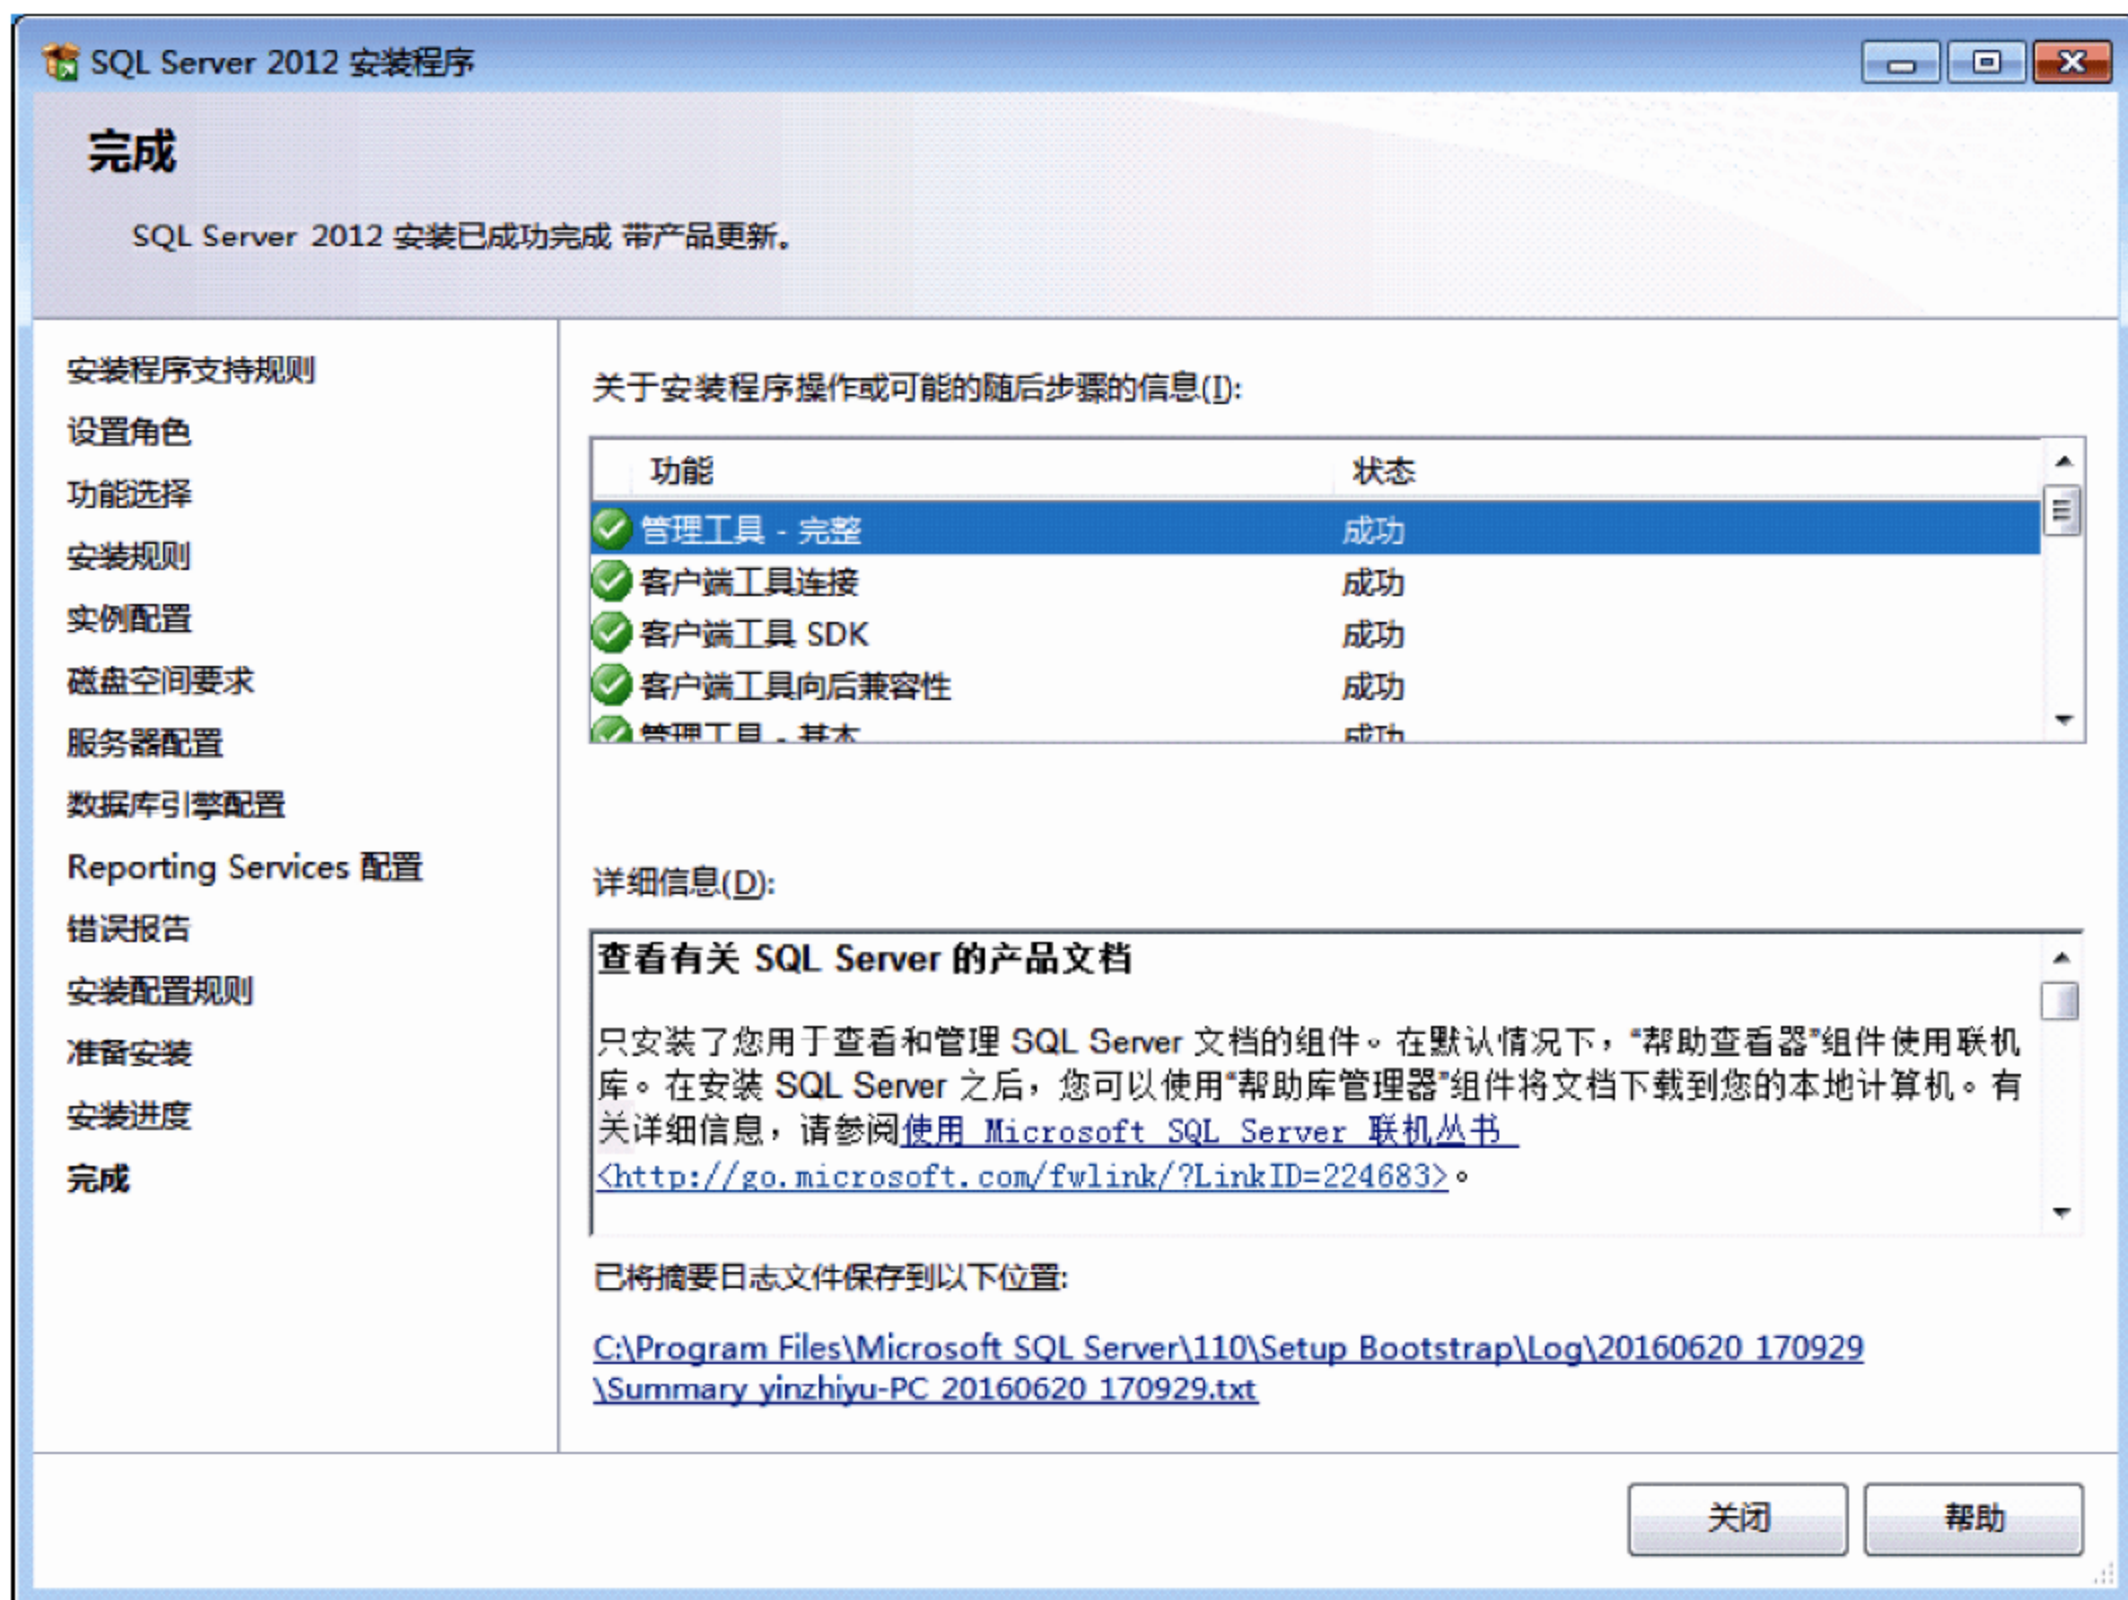 SQL Server 2012 安装程序
完成
SQL Server 2012 安装已成功完成 带产品更新。
安装程序支持规则
设置角色
功能选择
安装规则
实例配置
磁盘空间要求
服务器配置
数据库引擎配置
Reporting Services 配置
错误报告
安装配置规则
准备安装
安装进度
完成
关于安装程序操作或可能的随后步骤的信息(I):
功能 状态
管理工具 - 完整 成功
客户端工具连接 成功
客户端工具 SDK 成功
客户端工具向后兼容性 成功
管理工具 - 基本 成功
详细信息(D):
查看有关 SQL Server 的产品文档
只安装了您用于查看和管理 SQL Server 文档的组件。在默认情况下，“帮助查看器”组件使用联机
库。在安装 SQL Server 之后，您可以使用“帮助库管理器”组件将文档下载到您的本地计算机。有
关详细信息，请参阅使用 Microsoft SQL Server 联机丛书
<http://go.microsoft.com/fwlink/?LinkID=224683>。
已将摘要日志文件保存到以下位置:
C:\Program Files\Microsoft SQL Server\110\Setup Bootstrap\Log\20160620_170929
\Summary_yinzhiyu-PC_20160620_170929.txt
关闭 帮助